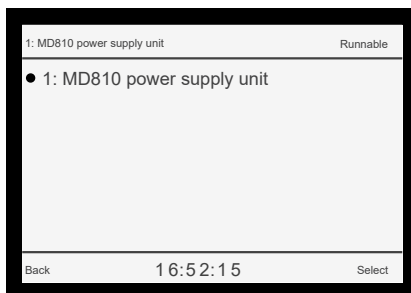 1: MD810 power supply unit Runnable
● 1: MD810 power supply unit
Back 16:52:15 Select